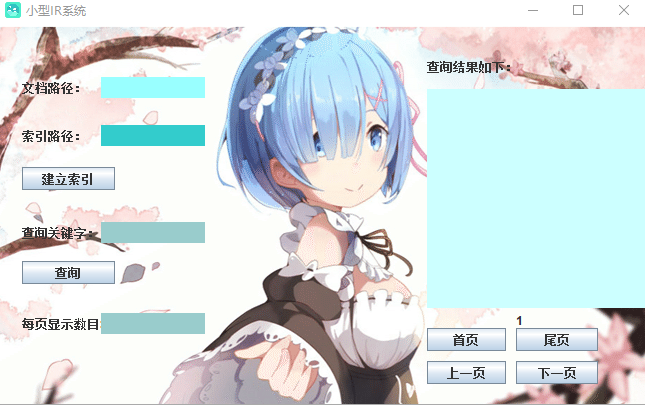 小型IR系统
文档路径：
索引路径：
建立索引
查询关键字：
查询
每页显示数目
查询结果如下：
1
首页
尾页
上一页
下一页